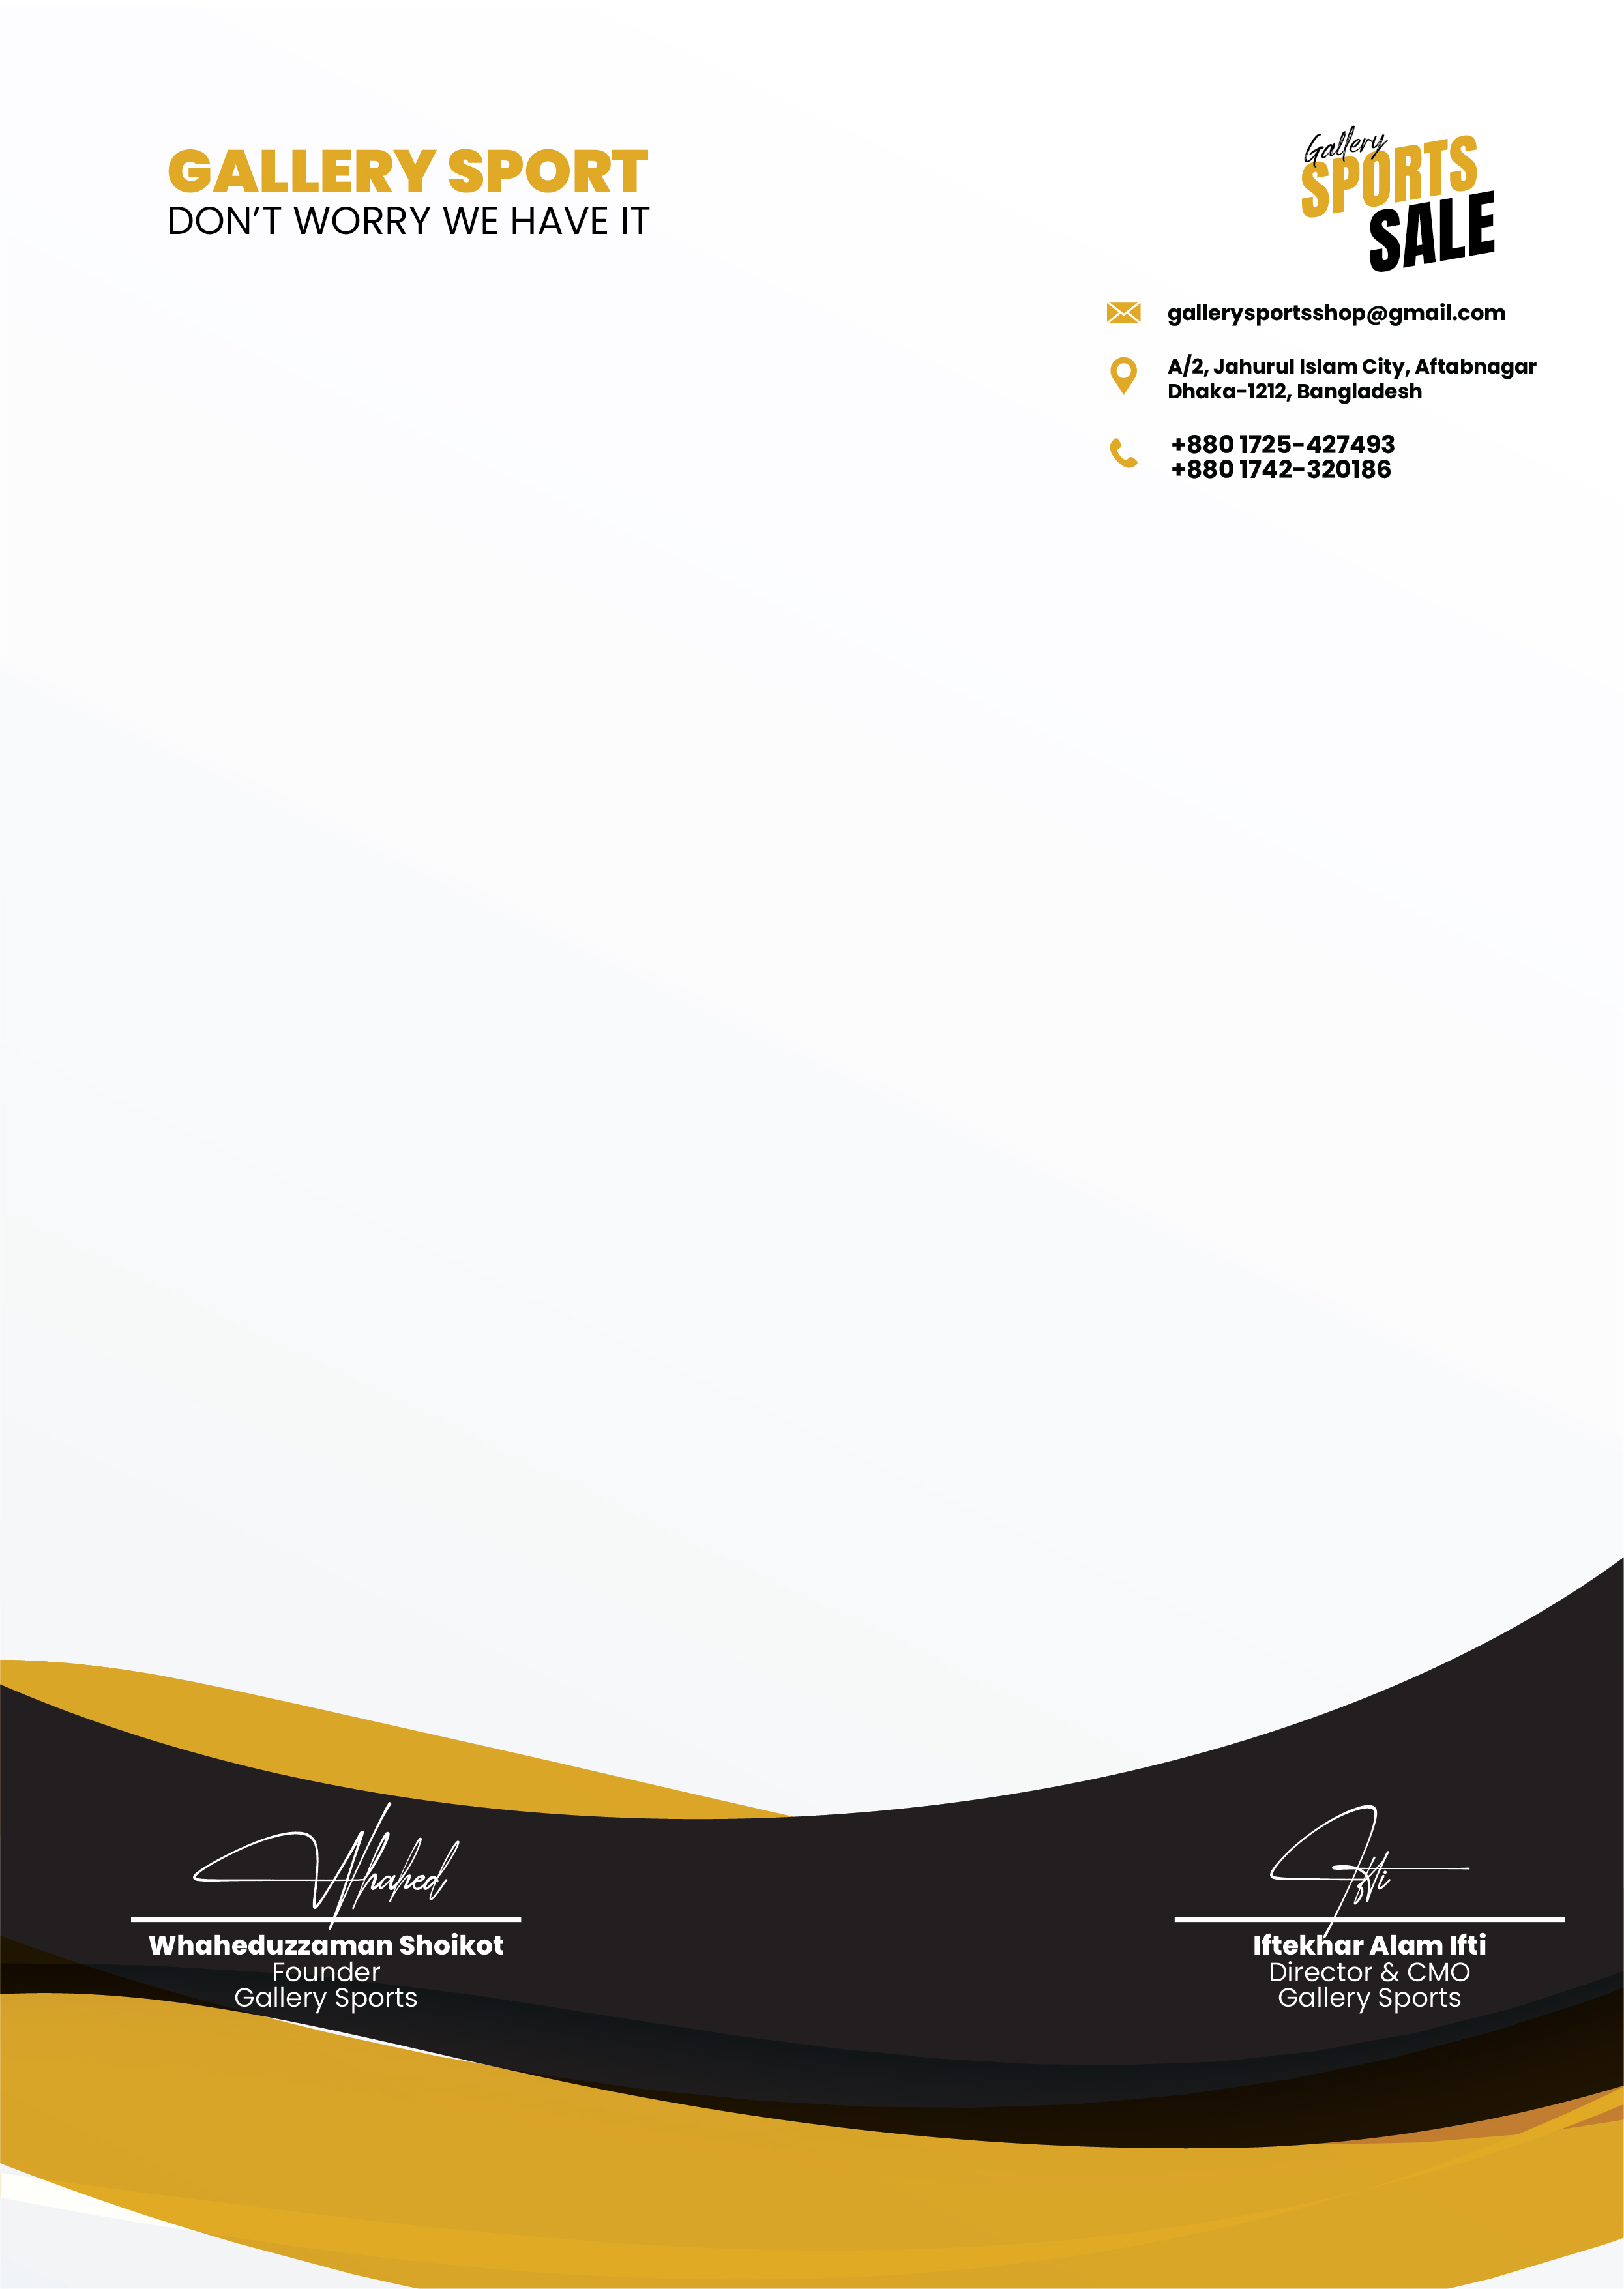 GALLERY SPORT
DON'T WORRY WE HAVE IT
Gallery
SPORTS
SALE
gallerysportsshop@gmail.com
A/2, Jahurul Islam City, Aftabnagar
Dhaka-1212, Bangladesh
+880 1725-427493
+880 1742-320186
Whahed
Whaheduzzaman Shoikot
Founder
Gallery Sports
Ifti
Iftekhar Alam Ifti
Director & CMO
Gallery Sports